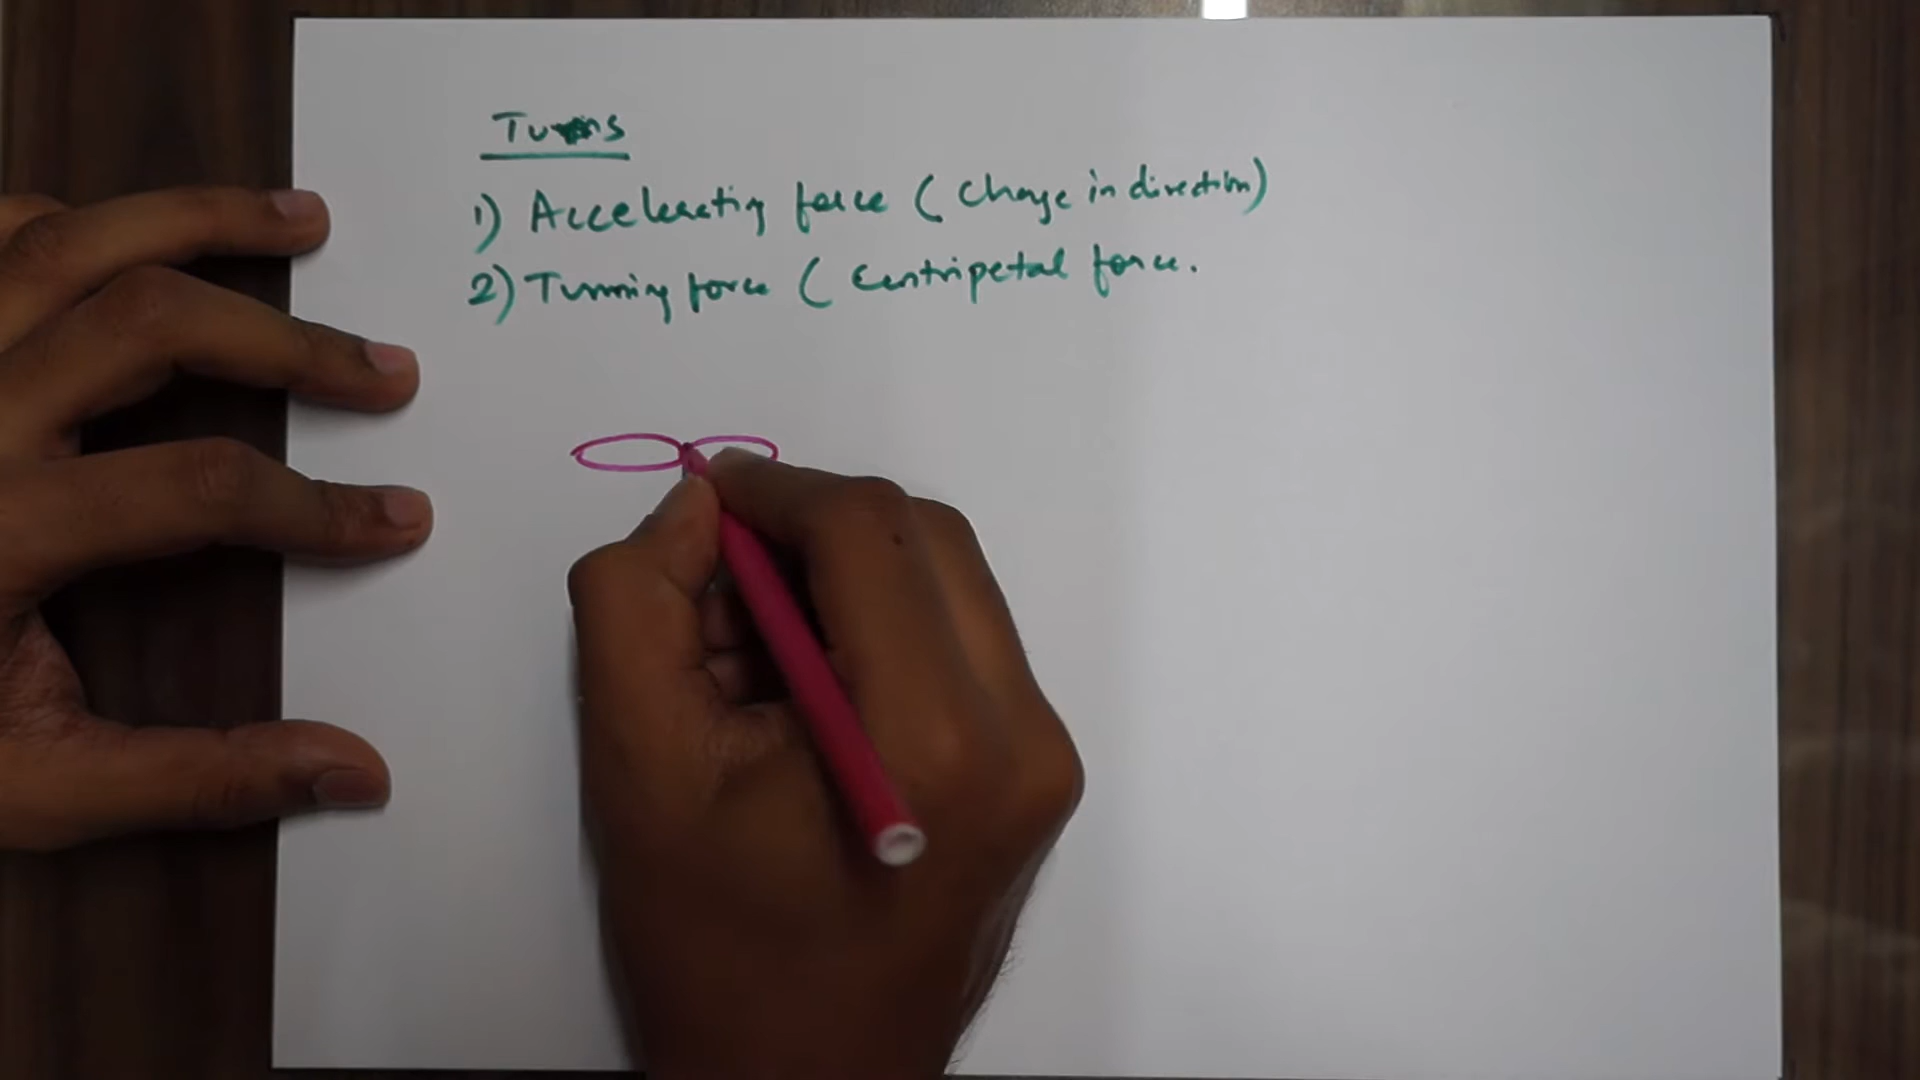 Turns
1) Accelerating force ( Change in direction)
2) Turning force ( Centripetal force.